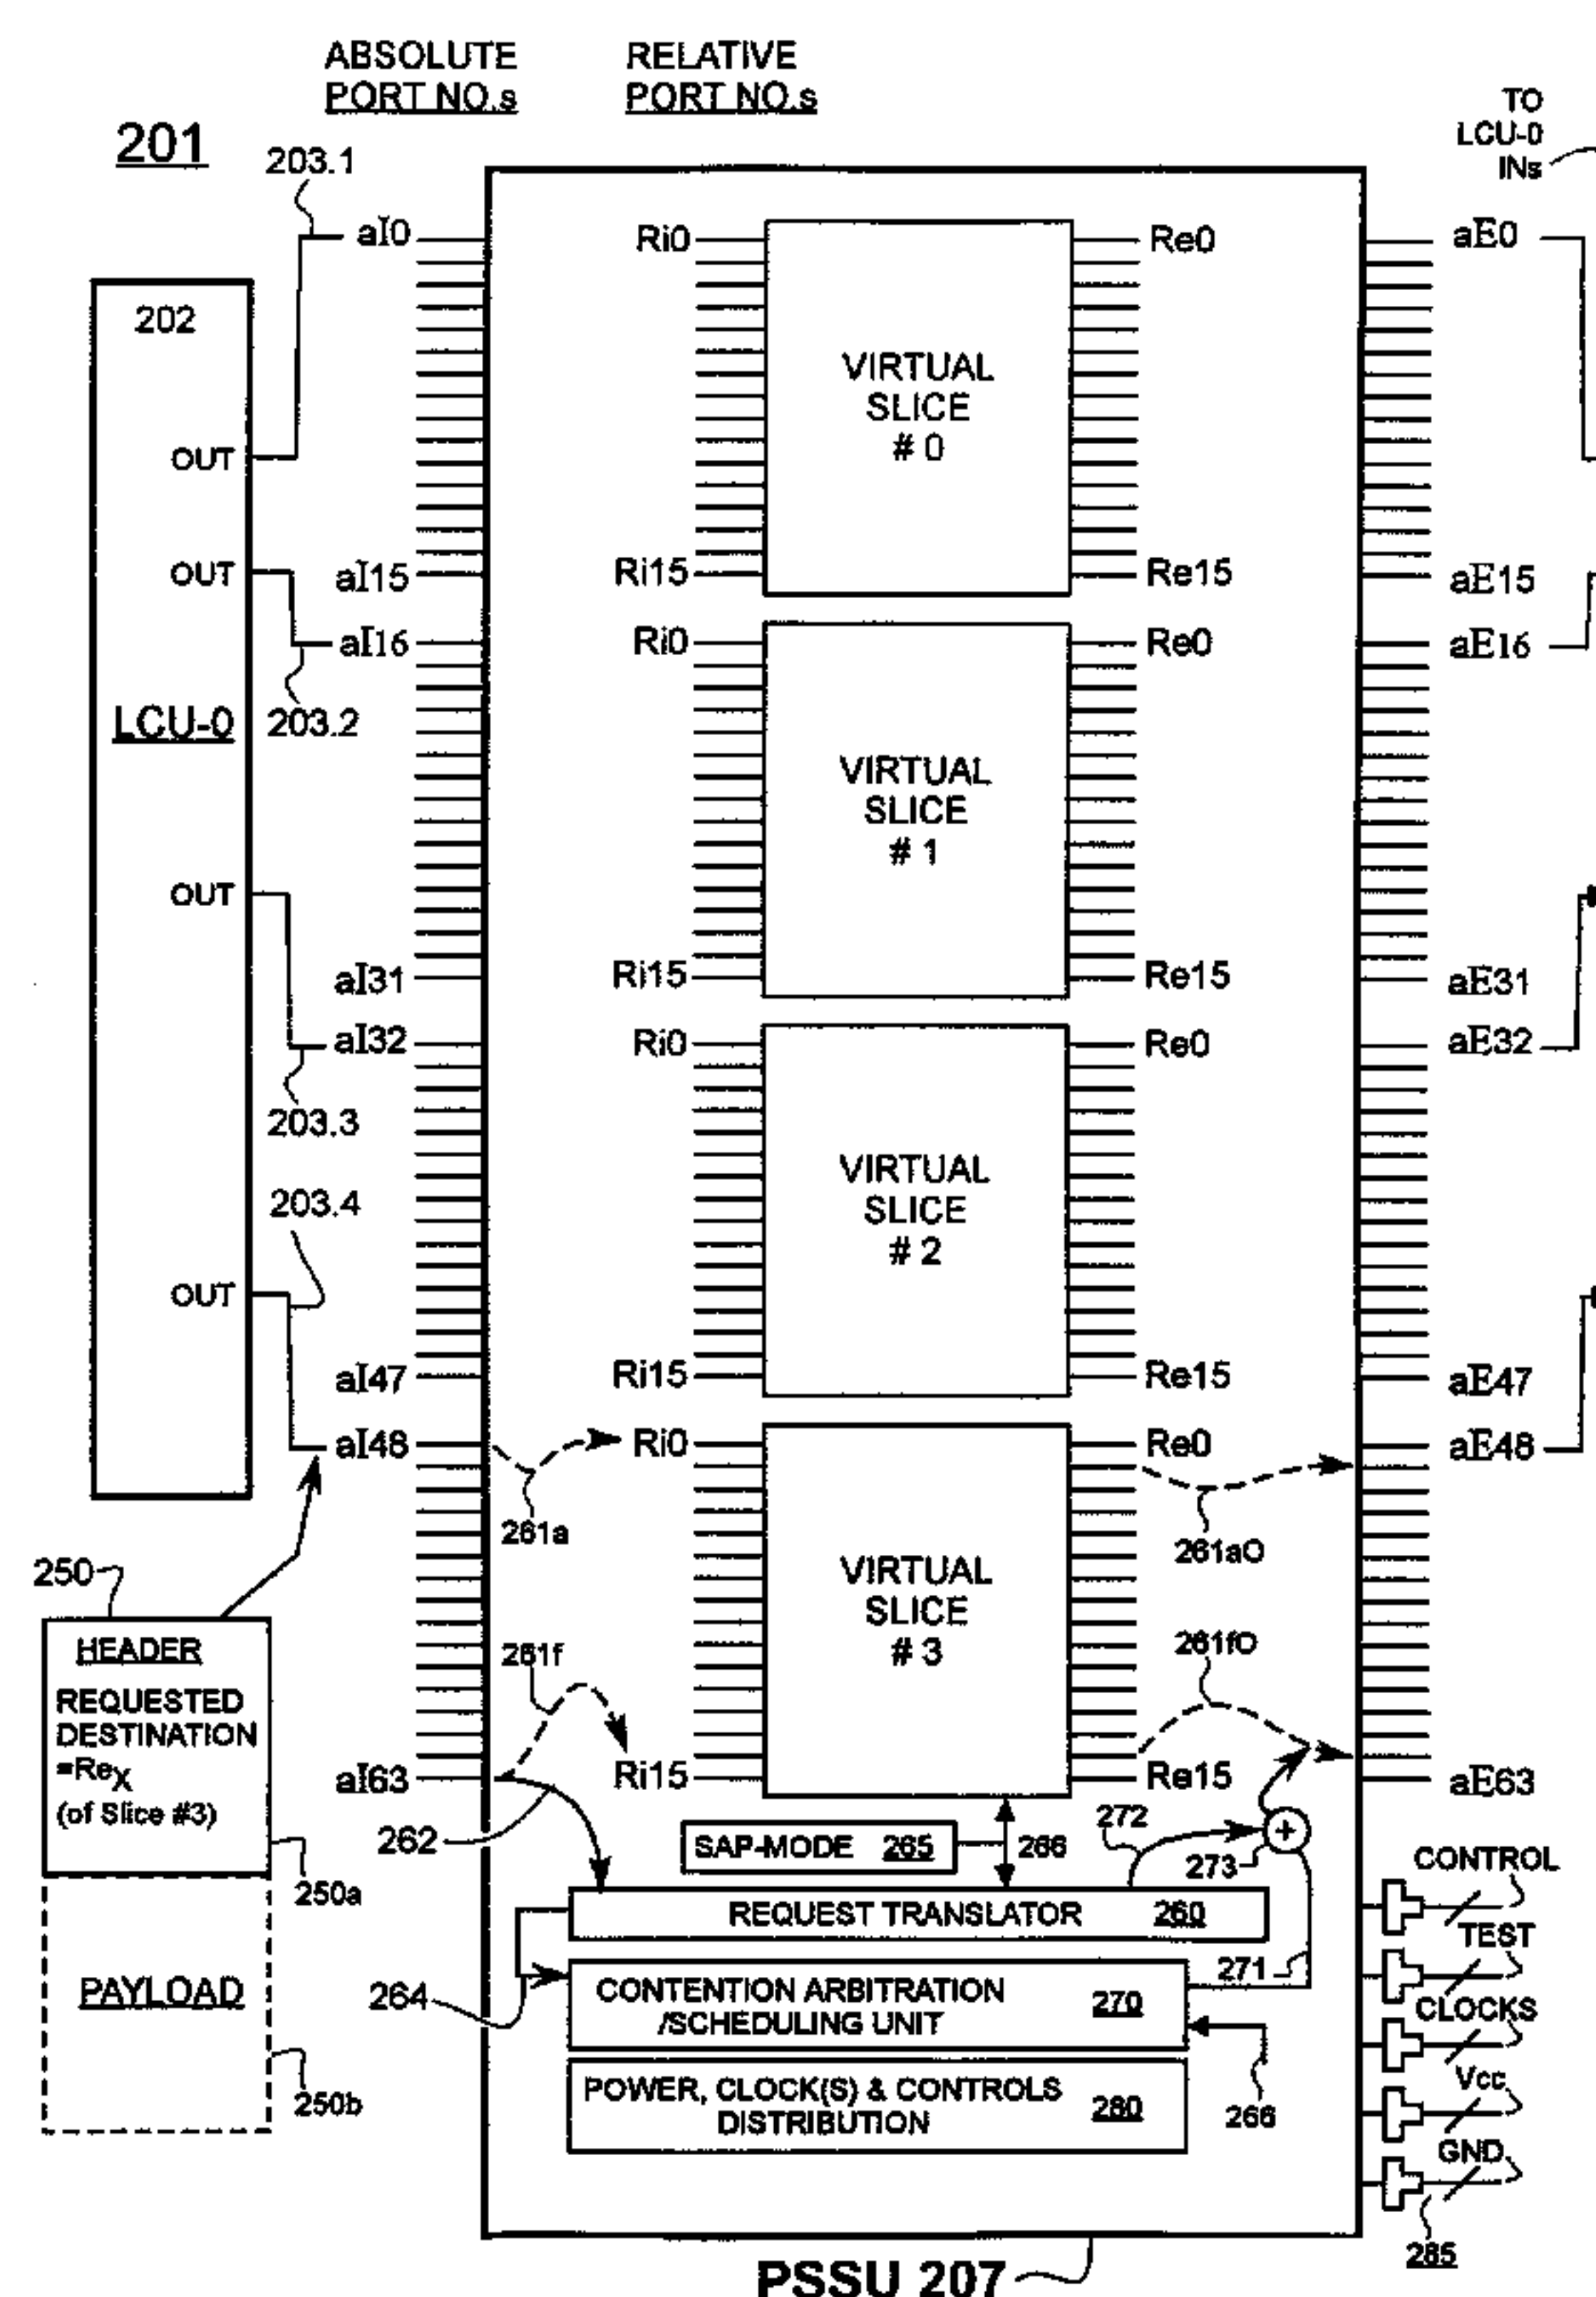 ABSOLUTE
PORT NO.s
RELATIVE
PORT NO.s
TO
LCU-0
INs
201
203.1
aI0
Ri0
Re0
aE0
202
VIRTUAL
SLICE
# 0
OUT
OUT
aI15
Ri15
Re15
aE15
aI16
Ri0
Re0
aE16
LCU-0
203.2
VIRTUAL
SLICE
# 1
OUT
aI31
Ri15
Re15
aE31
aI32
Ri0
Re0
aE32
203.3
VIRTUAL
SLICE
# 2
203.4
OUT
aI47
Ri15
Re15
aE47
aI48
Ri0
Re0
aE48
261a
261aO
250
VIRTUAL
SLICE
# 3
HEADER
REQUESTED
DESTINATION
=ReX
(of Slice #3)
261f
261fO
aI63
Ri15
Re15
aE63
262
SAP-MODE 265
266
272
273
CONTROL
250a
REQUEST TRANSLATOR 260
TEST
PAYLOAD
264
CONTENTION ARBITRATION
/SCHEDULING UNIT 270
271
CLOCKS
250b
POWER, CLOCK(S) & CONTROLS
DISTRIBUTION 280
266
Vcc
GND
285
PSSU 207